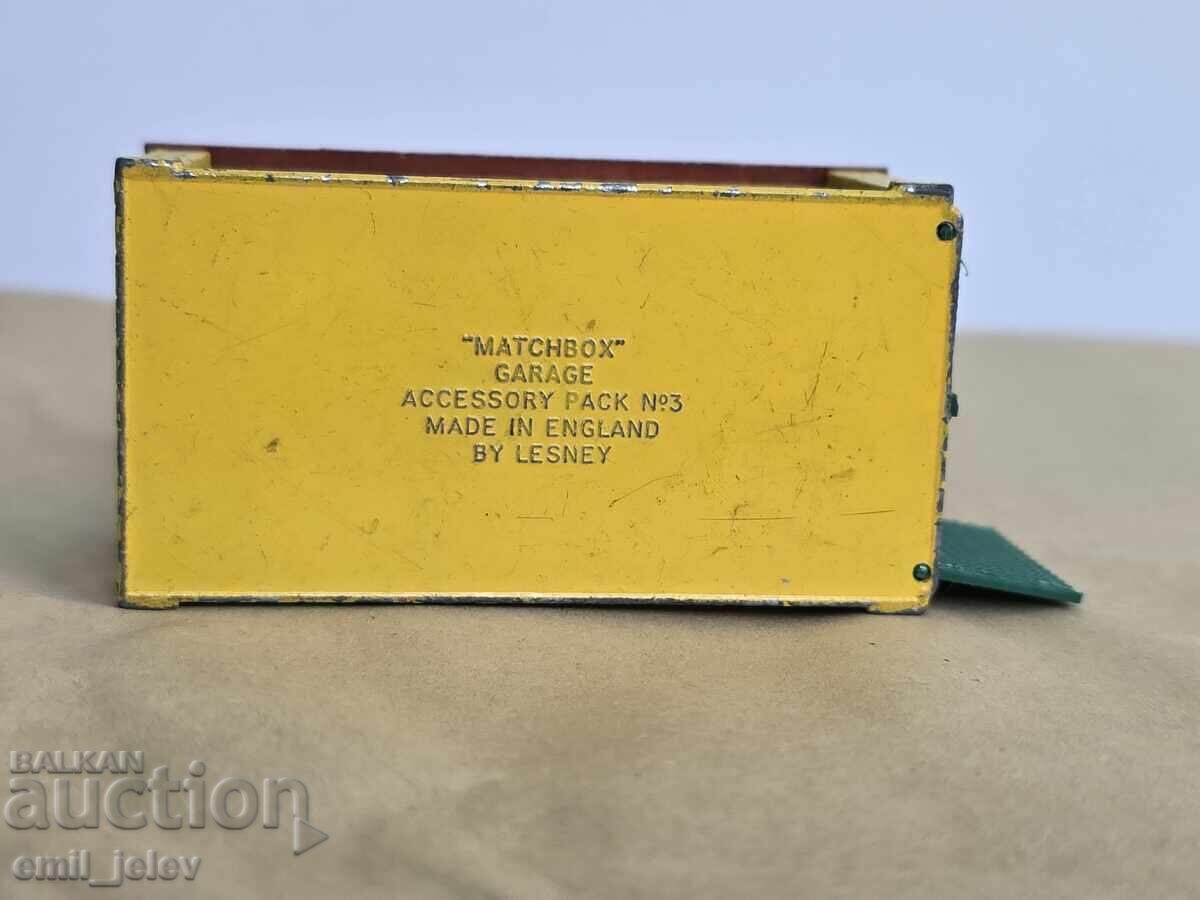 "MATCHBOX"
GARAGE
ACCESSORY PACK Nº3
MADE IN ENGLAND
BY LESNEY
BALKAN
auction
emil_jelev